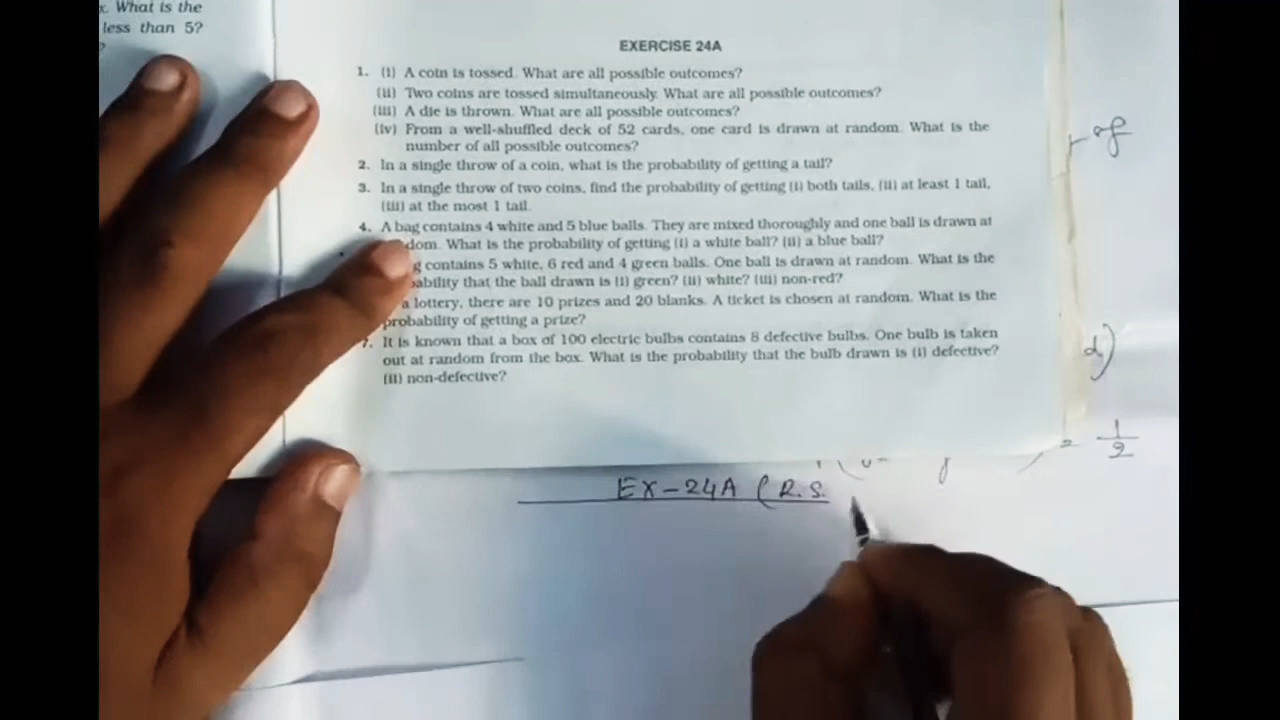 x. What is the
less than 5?
?
EXERCISE 24A
1. (i) A coin is tossed. What are all possible outcomes?
(ii) Two coins are tossed simultaneously. What are all possible outcomes?
(iii) A die is thrown. What are all possible outcomes?
(iv) From a well-shuffled deck of 52 cards, one card is drawn at random. What is the
number of all possible outcomes?
2. In a single throw of a coin, what is the probability of getting a tail?
3. In a single throw of two coins, find the probability of getting (i) both tails, (ii) at least 1 tail,
(iii) at the most 1 tail.
4. A bag contains 4 white and 5 blue balls. They are mixed thoroughly and one ball is drawn at
dom. What is the probability of getting (i) a white ball? (ii) a blue ball?
g contains 5 white, 6 red and 4 green balls. One ball is drawn at random. What is the
bability that the ball drawn is (i) green? (ii) white? (iii) non-red?
a lottery, there are 10 prizes and 20 blanks. A ticket is chosen at random. What is the
probability of getting a prize?
7. It is known that a box of 100 electric bulbs contains 8 defective bulbs. One bulb is taken
out at random from the box. What is the probability that the bulb drawn is (i) defective?
(ii) non-defective?
of
d)
= 1/2
EX-24A (R.S.